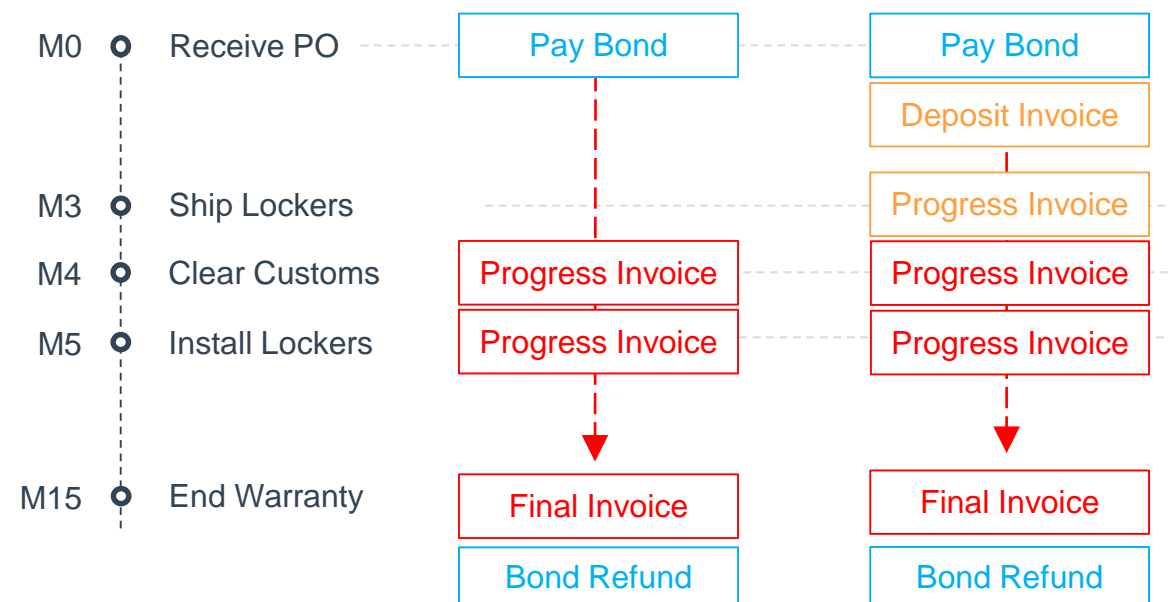 M0 Receive PO Pay Bond Pay Bond
Deposit Invoice
M3 Ship Lockers Progress Invoice
M4 Clear Customs Progress Invoice Progress Invoice
M5 Install Lockers Progress Invoice Progress Invoice
M15 End Warranty Final Invoice Final Invoice
Bond Refund Bond Refund